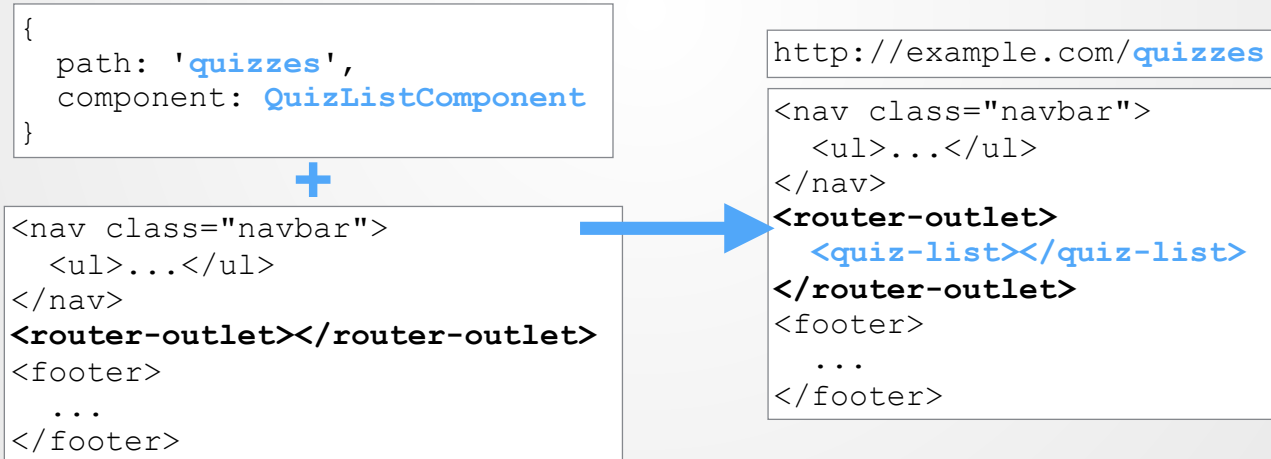 {
  path: 'quizzes',
  component: QuizListComponent
}
+
<nav class="navbar">
  <ul>...</ul>
</nav>
<router-outlet></router-outlet>
<footer>
  ...
</footer>
http://example.com/quizzes
<nav class="navbar">
  <ul>...</ul>
</nav>
<router-outlet>
  <quiz-list></quiz-list>
</router-outlet>
<footer>
  ...
</footer>